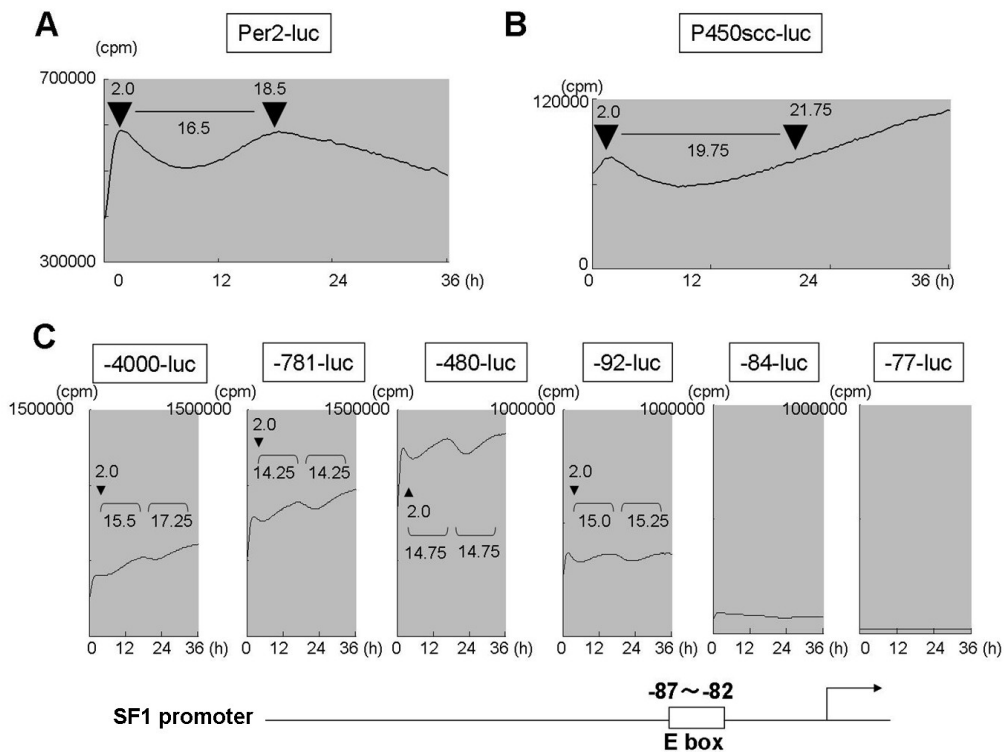 A
Per2-luc
(cpm)
700000
2.0
18.5
16.5
300000
0 12 24 36 (h)
B
P450scc-luc
(cpm)
120000
2.0
21.75
19.75
0
0 12 24 36 (h)
C
-4000-luc
(cpm)
1500000
2.0
15.5 17.25
0 12 24 36 (h)
-781-luc
(cpm)
1500000
2.0
14.25 14.25
0 12 24 36 (h)
-480-luc
(cpm)
1500000
2.0
14.75 14.75
0 12 24 36 (h)
-92-luc
(cpm)
1000000
2.0
15.0 15.25
0 12 24 36 (h)
-84-luc
(cpm)
1000000
0 12 24 36 (h)
-77-luc
(cpm)
1000000
0 12 24 36 (h)
-87～-82
SF1 promoter
E box